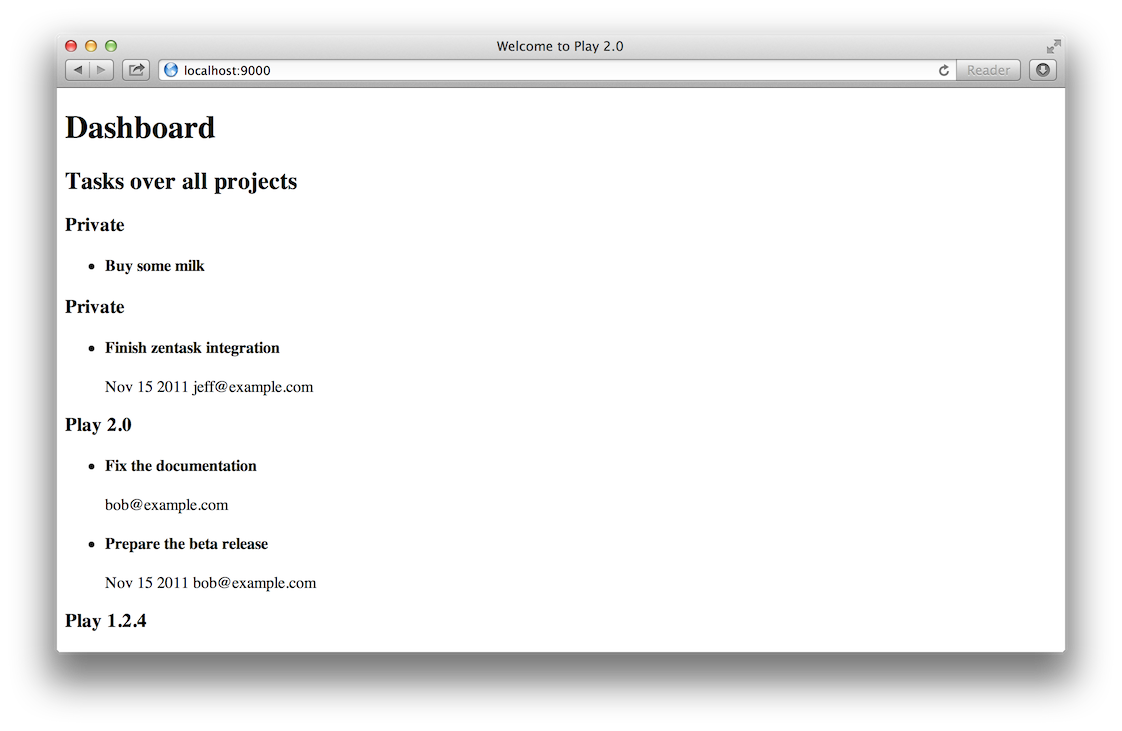 Welcome to Play 2.0
localhost:9000
Reader
Dashboard
Tasks over all projects
Private
Buy some milk
Private
Finish zentask integration
Nov 15 2011 jeff@example.com
Play 2.0
Fix the documentation
bob@example.com
Prepare the beta release
Nov 15 2011 bob@example.com
Play 1.2.4